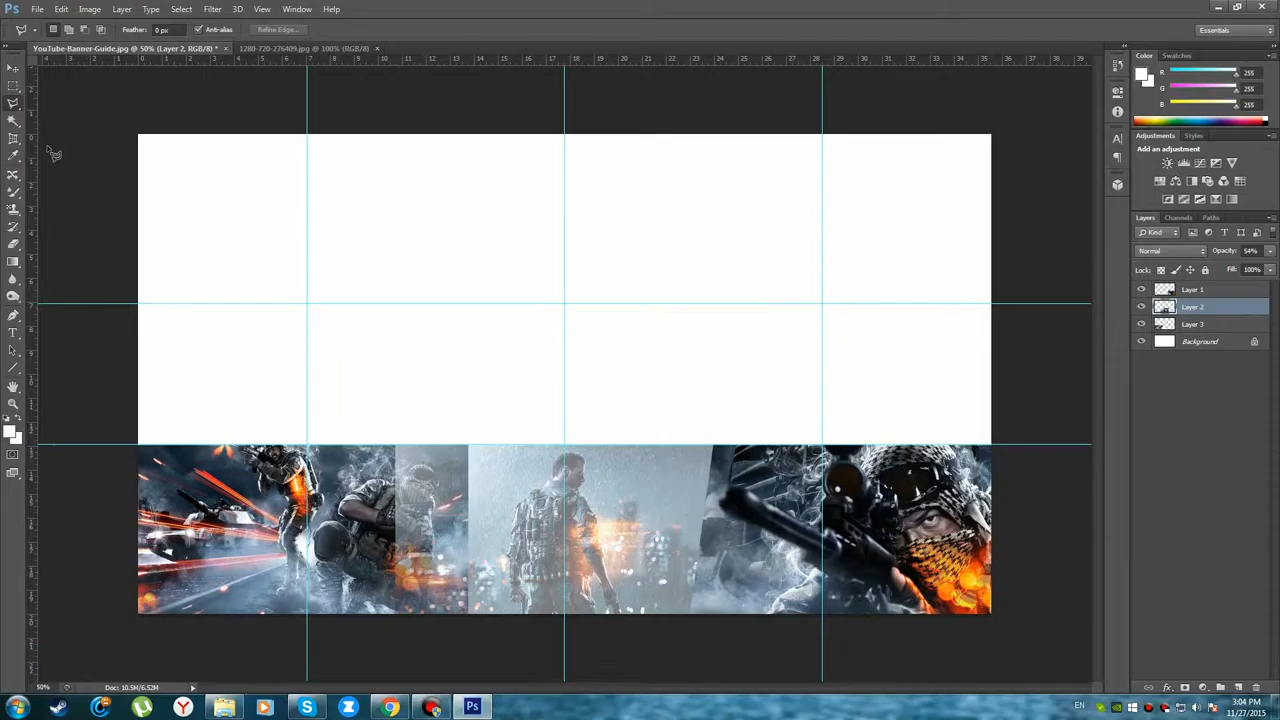 Ps File Edit Image Layer Type Select Filter 3D View Window Help
Feather: 0 px Anti-alias Refine Edge... Essentials
YouTube-Banner-Guide.jpg @ 50% (Layer 2, RGB/8) * × 1280-720-276409.jpg @ 100% (RGB/8) ×
Color Swatches
R 255
G 255
B 255
Adjustments Styles
Add an adjustment
Layers Channels Paths
Kind
Normal Opacity: 54%
Lock: Fill: 100%
Layer 1
Layer 2
Layer 3
Background
50% Doc: 10.5M/6.52M
EN 3:04 PM
11/27/2015